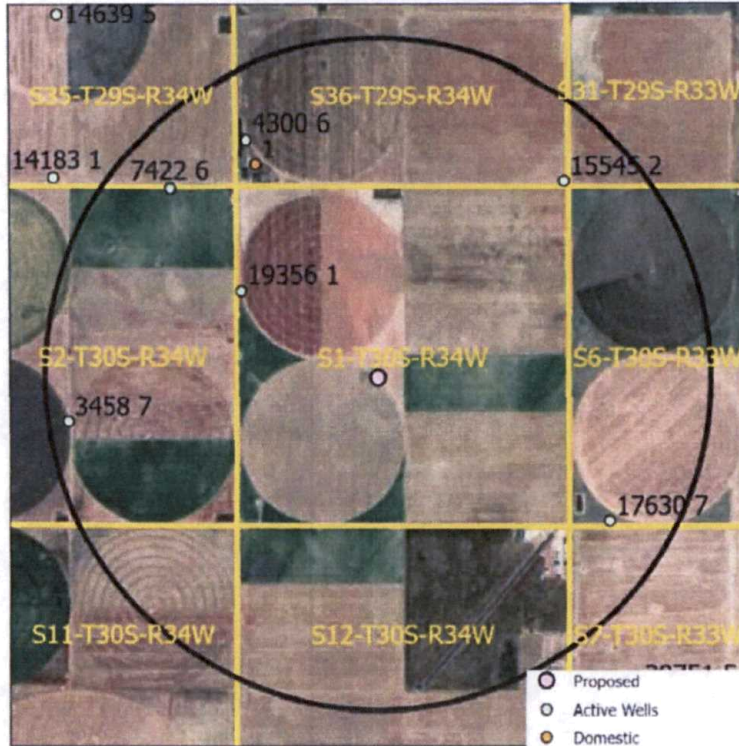 14639 5
S35-T29S-R34W
S36-T29S-R34W
S31-T29S-R33W
4300 6
1
14183 1
7422 6
15545 2
19356 1
S2-T30S-R34W
S1-T30S-R34W
S6-T30S-R33W
3458 7
17630 7
S11-T30S-R34W
S12-T30S-R34W
S7-T30S-R33W
Proposed
Active Wells
Domestic